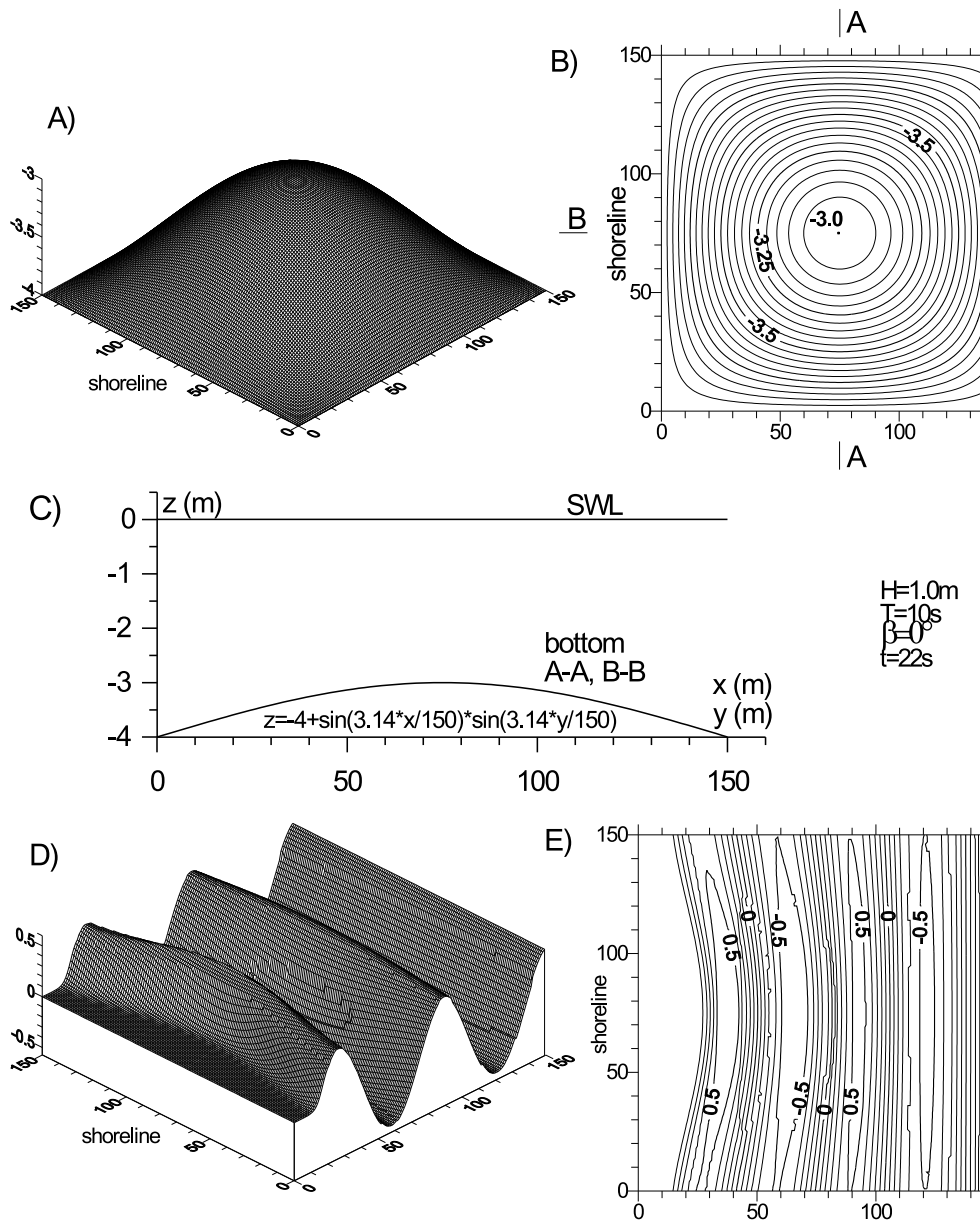 A)
-3
-3.5
-4
150
100
50
0
shoreline
0
50
100
150
B)
A
150
100
50
0
shoreline
B
-3.5
-3.0
-3.25
-3.5
0
50
100
A
C)
z (m)
SWL
0
-1
-2
-3
-4
bottom
A-A, B-B
x (m)
y (m)
z=-4+sin(3.14*x/150)*sin(3.14*y/150)
0
50
100
150
H=1.0m
T=10s
β=0°
t=22s
D)
0.5
0
-0.5
150
100
50
0
shoreline
0
50
100
150
E)
150
100
50
0
shoreline
0
0.5
-0.5
0
0.5
0
-0.5
0.5
-0.5
0
0.5
0
50
100